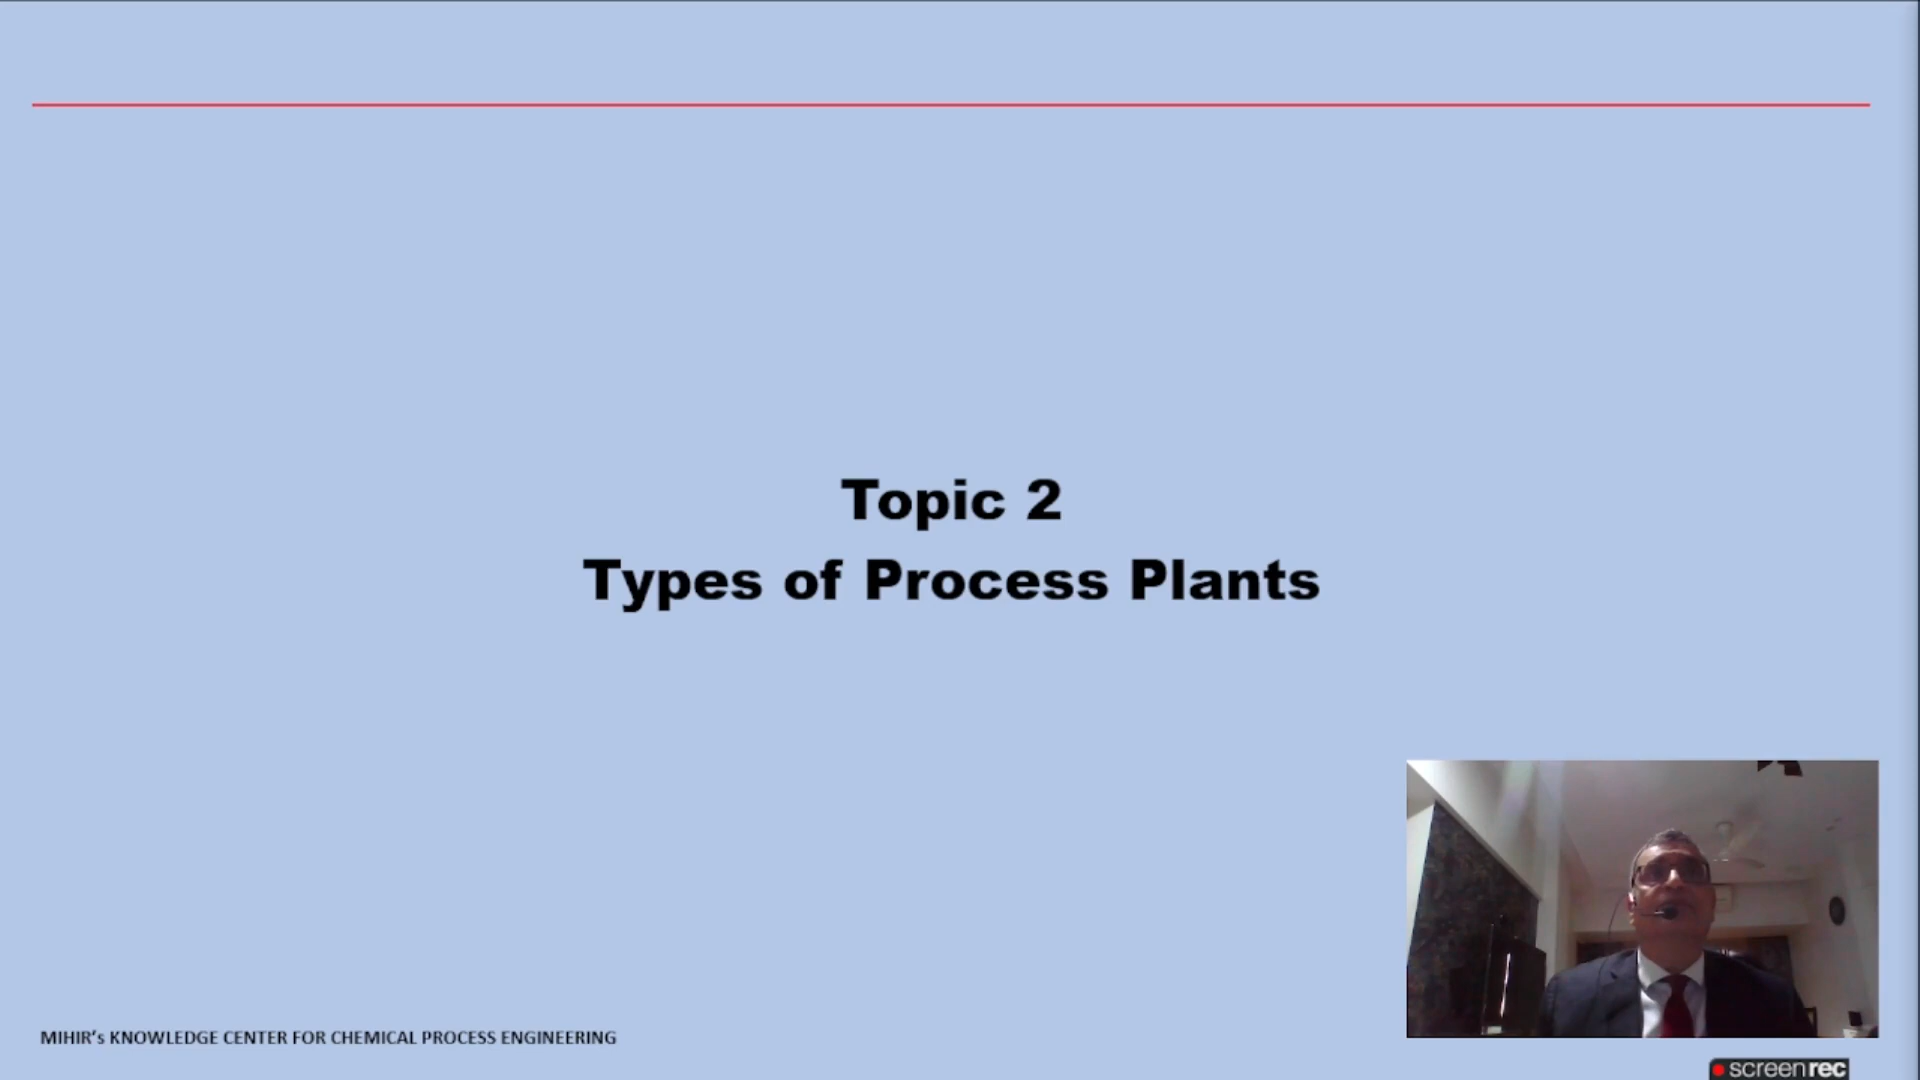 Topic 2
Types of Process Plants
MIHIR's KNOWLEDGE CENTER FOR CHEMICAL PROCESS ENGINEERING
screenrec